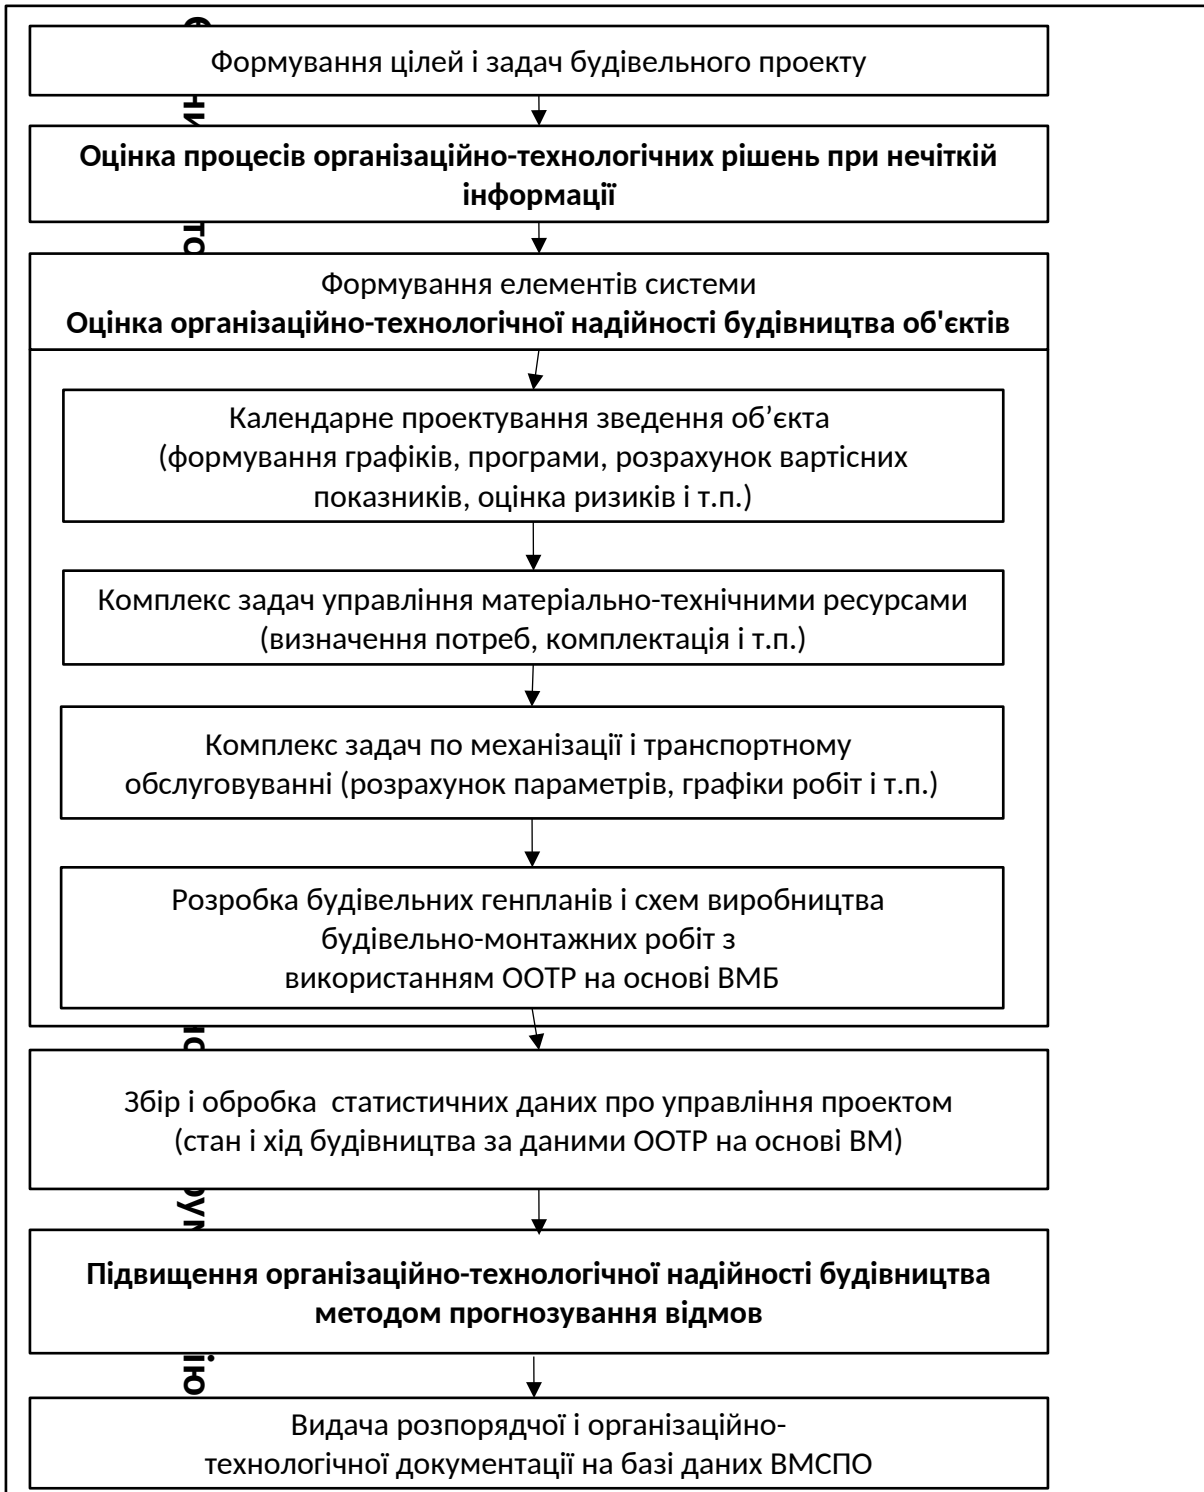 Формування цілей і задач будівельного проекту
Оцінка процесів організаційно-технологічних рішень при нечіткій
інформації
Формування елементів системи
Оцінка організаційно-технологічної надійності будівництва об'єктів
Календарне проектування зведення об’єкта
(формування графіків, програми, розрахунок вартісних
показників, оцінка ризиків і т.п.)
Комплекс задач управління матеріально-технічними ресурсами
(визначення потреб, комплектація і т.п.)
Комплекс задач по механізації і транспортному
обслуговуванні (розрахунок параметрів, графіки робіт і т.п.)
Розробка будівельних генпланів і схем виробництва
будівельно-монтажних робіт з
використаням ООТР на основі ВМБ
Збір і обробка  статистичних даних про управління проектом
(стан і хід будівництва за даними ООТР на основі ВМ)
Підвищення організаційно-технологічної надійності будівництва
методом прогнозування відмов
Видача розпорядчої і організаційно-
технологічної документації на базі даних ВМСПО